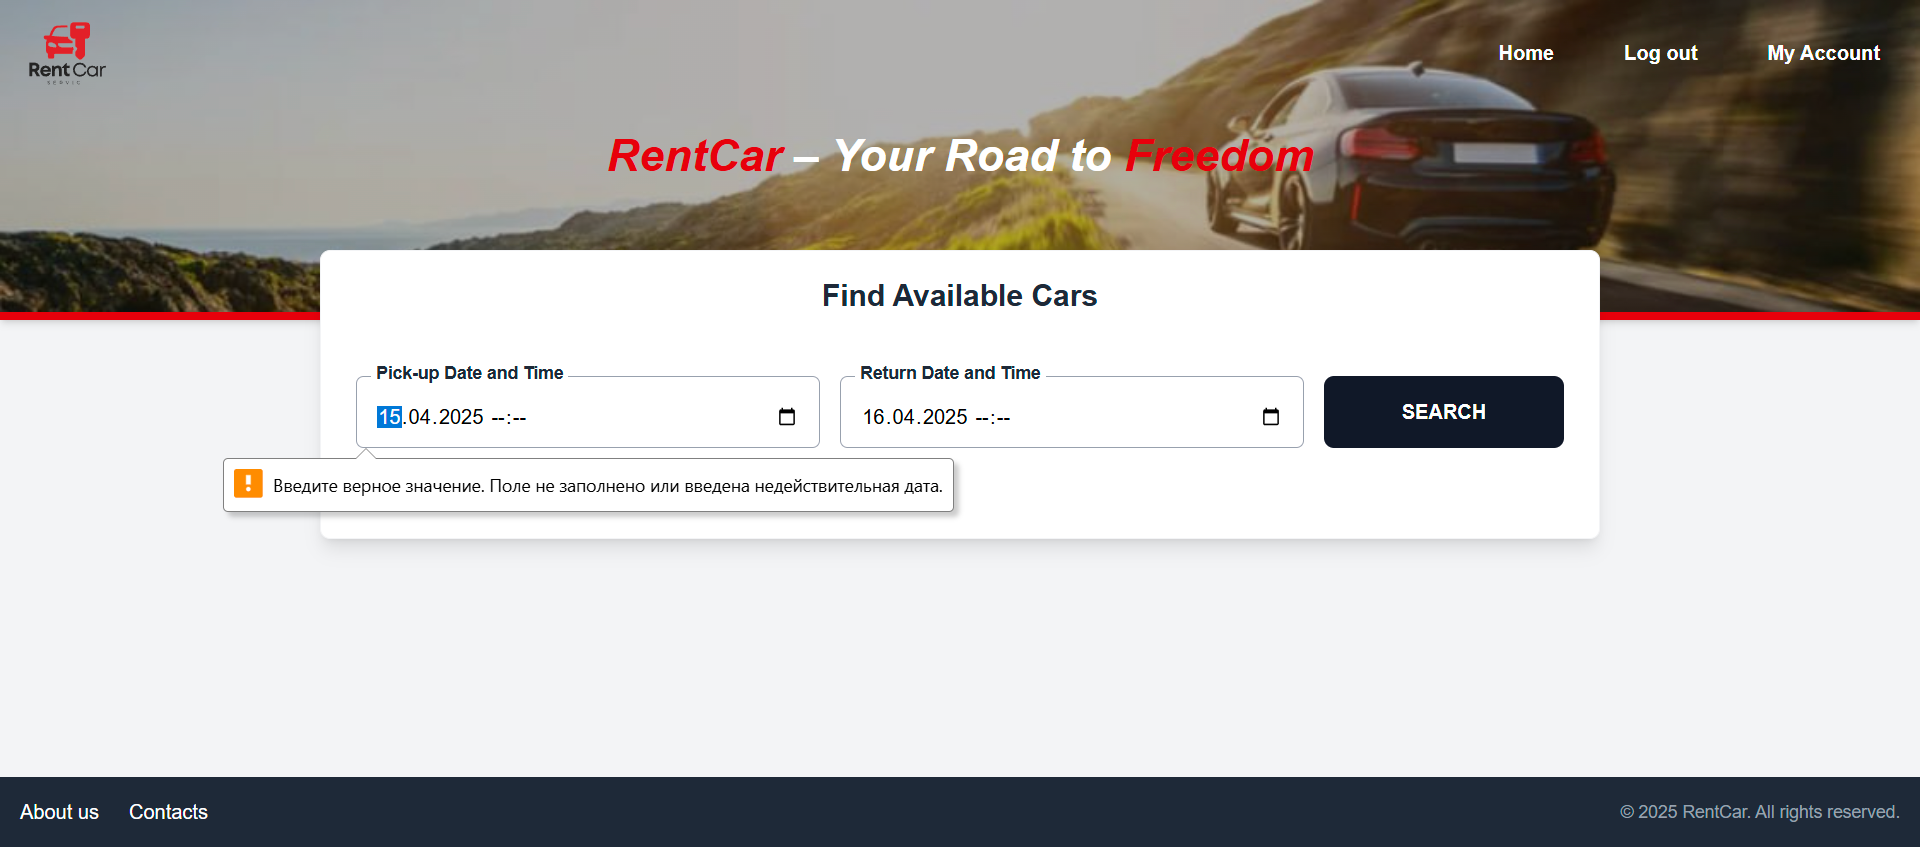 Rent Car
SERVIC
Home
Log out
My Account
RentCar – Your Road to Freedom
Find Available Cars
Pick-up Date and Time
15.04.2025 --:--
Return Date and Time
16.04.2025 --:--
SEARCH
Введите верное значение. Поле не заполнено или введена недействительная дата.
About us
Contacts
© 2025 RentCar. All rights reserved.